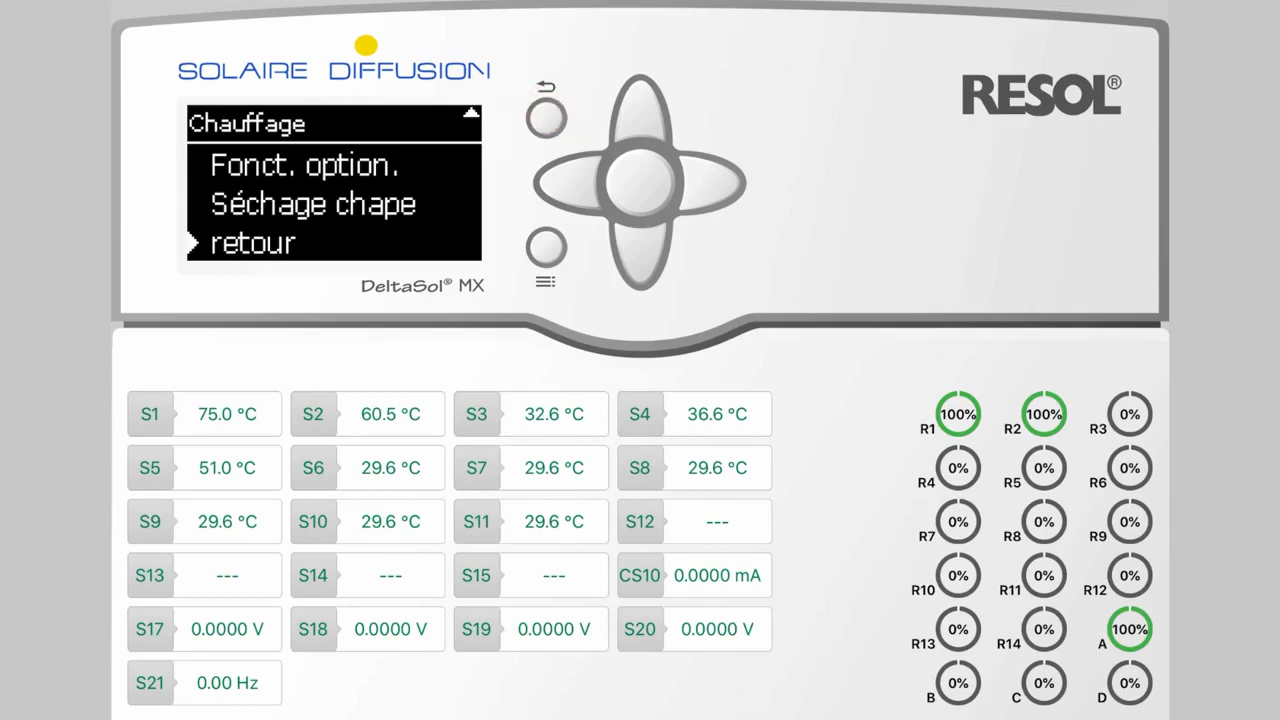 SOLAIRE DIFFUSION
RESOL®
Chauffage
Fonct. option.
Séchage chape
retour
DeltaSol® MX
S1 75.0 °C S2 60.5 °C S3 32.6 °C S4 36.6 °C
S5 51.0 °C S6 29.6 °C S7 29.6 °C S8 29.6 °C
S9 29.6 °C S10 29.6 °C S11 29.6 °C S12 ---
S13 --- S14 --- S15 --- CS10 0.0000 mA
S17 0.0000 V S18 0.0000 V S19 0.0000 V S20 0.0000 V
S21 0.00 Hz
R1 100% R2 100% R3 0%
R4 0% R5 0% R6 0%
R7 0% R8 0% R9 0%
R10 0% R11 0% R12 0%
R13 0% R14 0% A 100%
B 0% C 0% D 0%